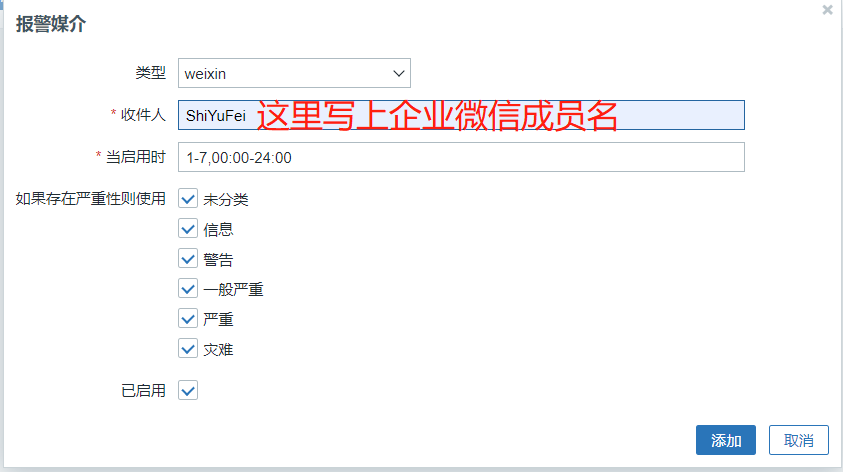 报警媒介
类型 weixin
* 收件人 ShiYuFei 这里写上企业微信成员名
* 当启用时 1-7,00:00-24:00
如果存在严重性则使用 未分类
信息
警告
一般严重
严重
灾难
已启用
添加 取消